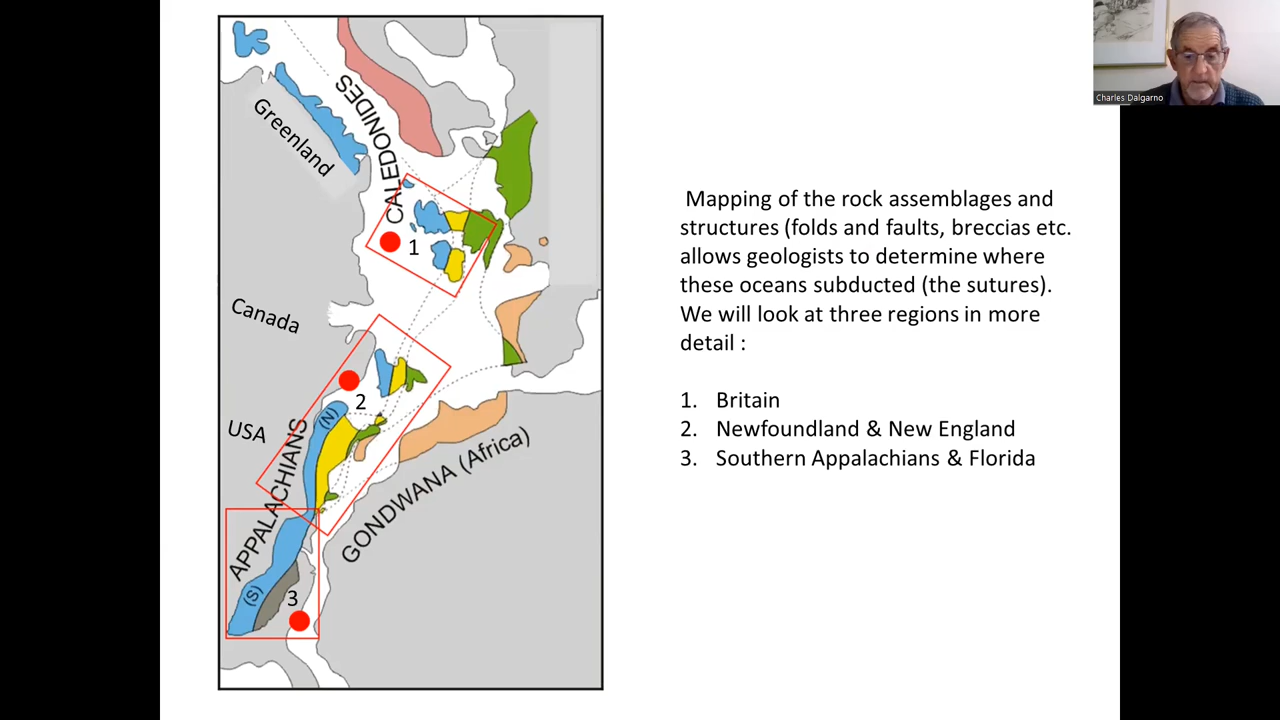 CALEDONIDES
Greenland
1
Canada
2
USA
(N)
APPALACHIANS
GONDWANA (Africa)
(S)
3
Mapping of the rock assemblages and
structures (folds and faults, breccias etc.
allows geologists to determine where
these oceans subducted (the sutures).
We will look at three regions in more
detail :
1. Britain
2. Newfoundland & New England
3. Southern Appalachians & Florida
Charles Dalgarno